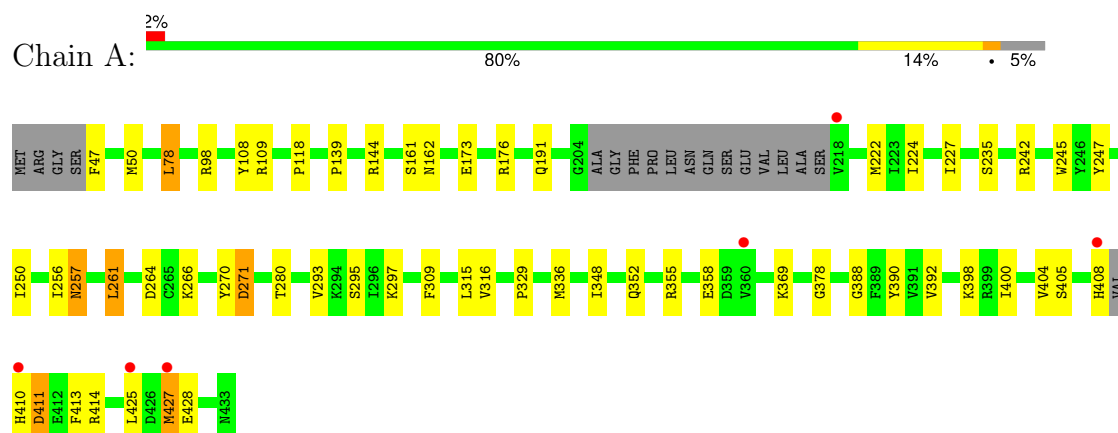 2%
Chain A:
80% 14% • 5%
MET ARG GLY SER F47 M50 L78 R98 Y108 R109 P118 P139 R144 S161 N162 E173 R176 Q191 G204 ALA GLY PHE PRO LEU ASN GLN SER GLU VAL LEU ALA SER V218 M222 I223 I224 I227 S235 R242 W245 Y246 Y247
I250 I256 N257 L261 D264 C265 K266 Y270 D271 T280 V293 K294 S295 I296 K297 F309 L315 V316 P329 M336 I348 Q352 R355 E358 D359 V360 K369 G378 G388 F389 Y390 V391 V392 K398 R399 I400 V404 S405 H408 VAL
H410 D411 E412 F413 R414 L425 D426 M427 E428 N433